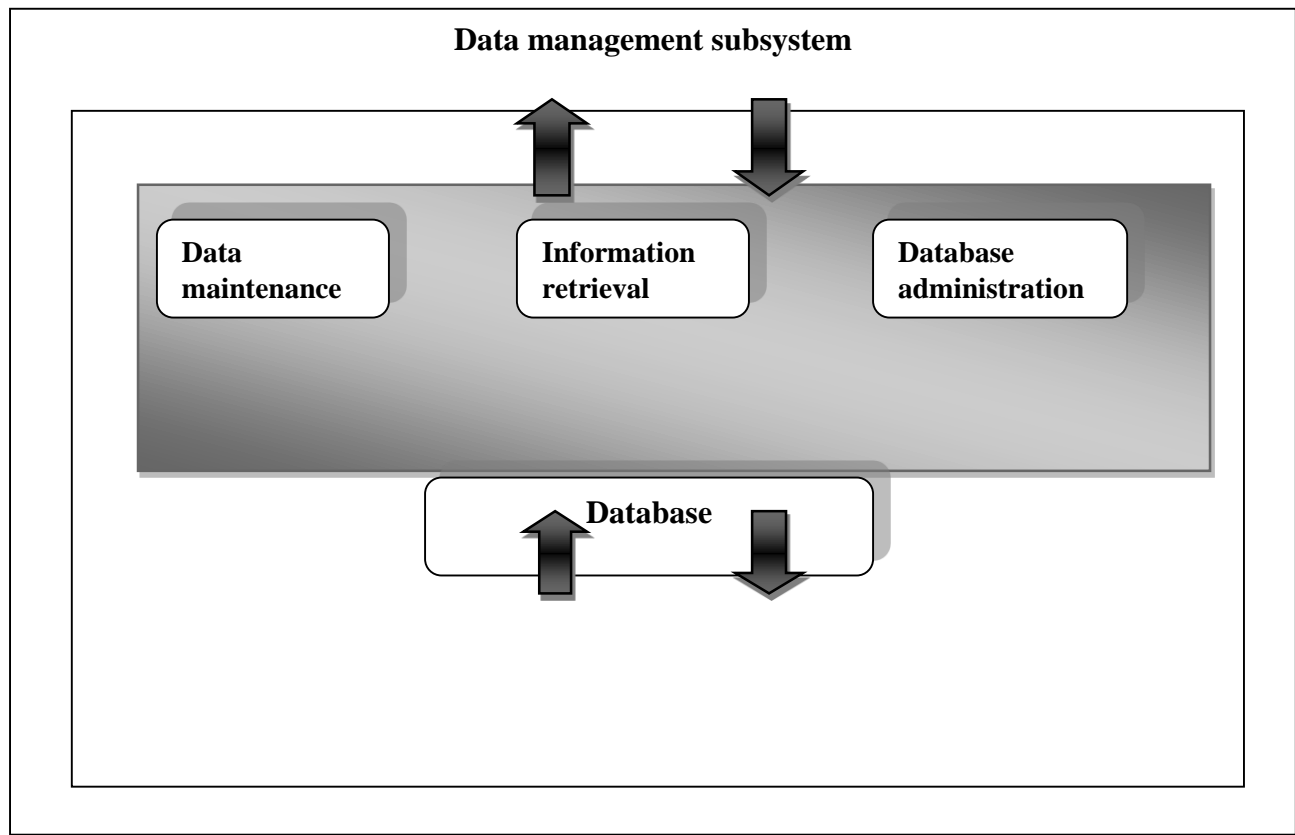 Data management subsystem
Data
maintenance
Information
retrieval
Database
administration
Database